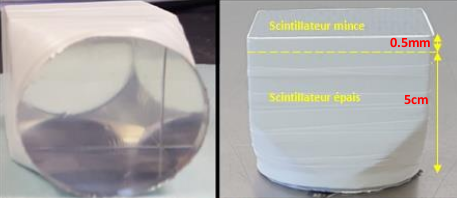 Scintillateur mince
0.5mm
Scintillateur épais
5cm